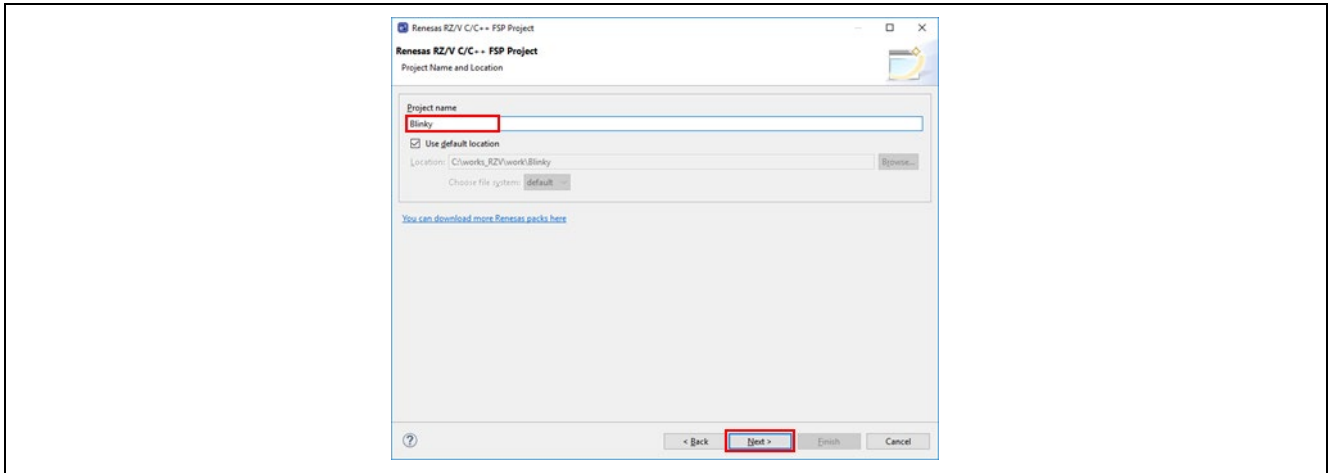 Renesas RZ/V C/C++ FSP Project
Renesas RZ/V C/C++ FSP Project
Project Name and Location
Project name
Blinky
Use default location
Location: C:\works_RZV\work\Blinky Browse...
Choose file system: default
You can download more Renesas packs here
< Back Next > Finish Cancel